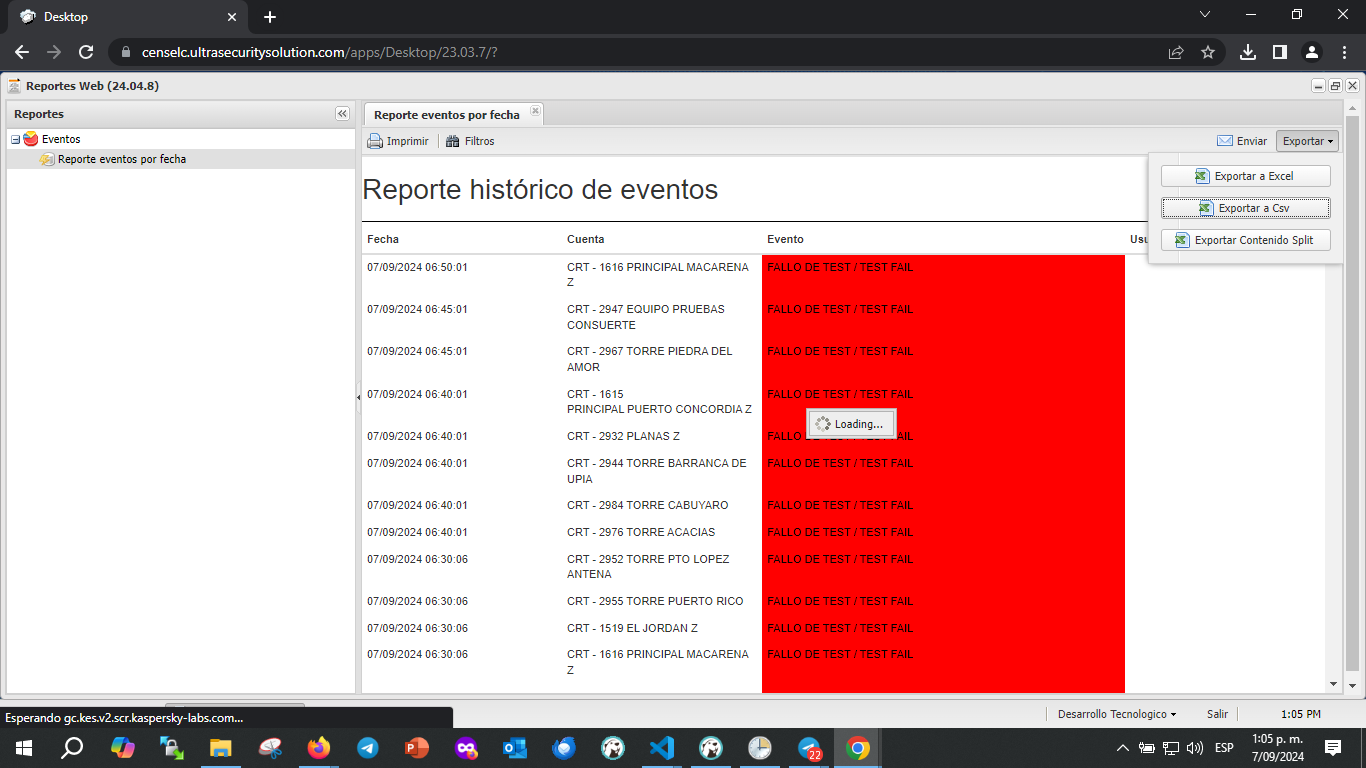 Desktop
censelc.ultrasecuritysolution.com/apps/Desktop/23.03.7/?
Reportes Web (24.04.8)
Reportes
Reporte eventos por fecha
Eventos
Reporte eventos por fecha
Imprimir
Filtros
Enviar
Exportar
Exportar a Excel
Exportar a Csv
Exportar Contenido Split
Reporte histórico de eventos
Fecha Cuenta Evento
07/09/2024 06:50:01 CRT - 1616 PRINCIPAL MACARENA FALLO DE TEST / TEST FAIL
Z
07/09/2024 06:45:01 CRT - 2947 EQUIPO PRUEBAS FALLO DE TEST / TEST FAIL
CONSUERTE
07/09/2024 06:45:01 CRT - 2967 TORRE PIEDRA DEL FALLO DE TEST / TEST FAIL
AMOR
07/09/2024 06:40:01 CRT - 1615 FALLO DE TEST / TEST FAIL
PRINCIPAL PUERTO CONCORDIA Z
Loading...
07/09/2024 06:40:01 CRT - 2932 PLANAS Z FALLO DE TEST / TEST FAIL
07/09/2024 06:40:01 CRT - 2944 TORRE BARRANCA DE FALLO DE TEST / TEST FAIL
UPIA
07/09/2024 06:40:01 CRT - 2984 TORRE CABUYARO FALLO DE TEST / TEST FAIL
07/09/2024 06:40:01 CRT - 2976 TORRE ACACIAS FALLO DE TEST / TEST FAIL
07/09/2024 06:30:06 CRT - 2952 TORRE PTO LOPEZ FALLO DE TEST / TEST FAIL
ANTENA
07/09/2024 06:30:06 CRT - 2955 TORRE PUERTO RICO FALLO DE TEST / TEST FAIL
07/09/2024 06:30:06 CRT - 1519 EL JORDAN Z FALLO DE TEST / TEST FAIL
07/09/2024 06:30:06 CRT - 1616 PRINCIPAL MACARENA FALLO DE TEST / TEST FAIL
Z
Esperando gc.kes.v2.scr.kaspersky-labs.com...
Desarrollo Tecnologico
Salir
1:05 PM
22
ESP
1:05 p. m.
7/09/2024